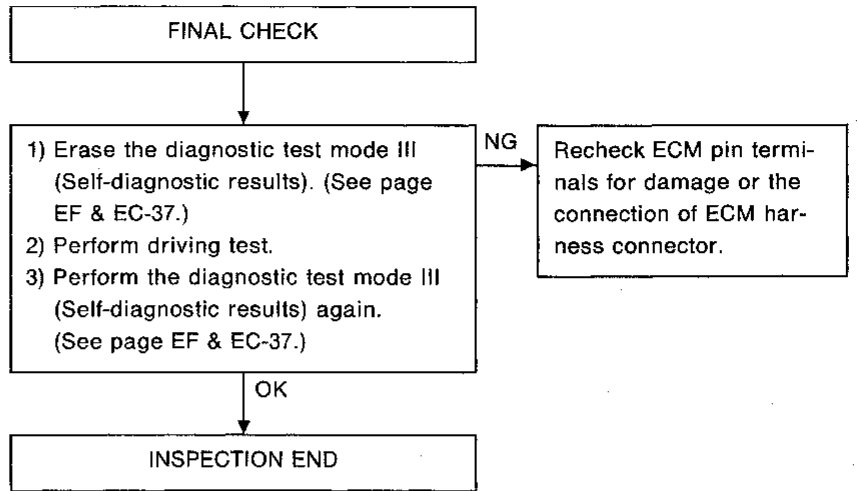 FINAL CHECK
1) Erase the diagnostic test mode III
(Self-diagnostic results). (See page
EF & EC-37.)
2) Perform driving test.
3) Perform the diagnostic test mode III
(Self-diagnostic results) again.
(See page EF & EC-37.)
NG
Recheck ECM pin termi-
nals for damage or the
connection of ECM har-
ness connector.
OK
INSPECTION END